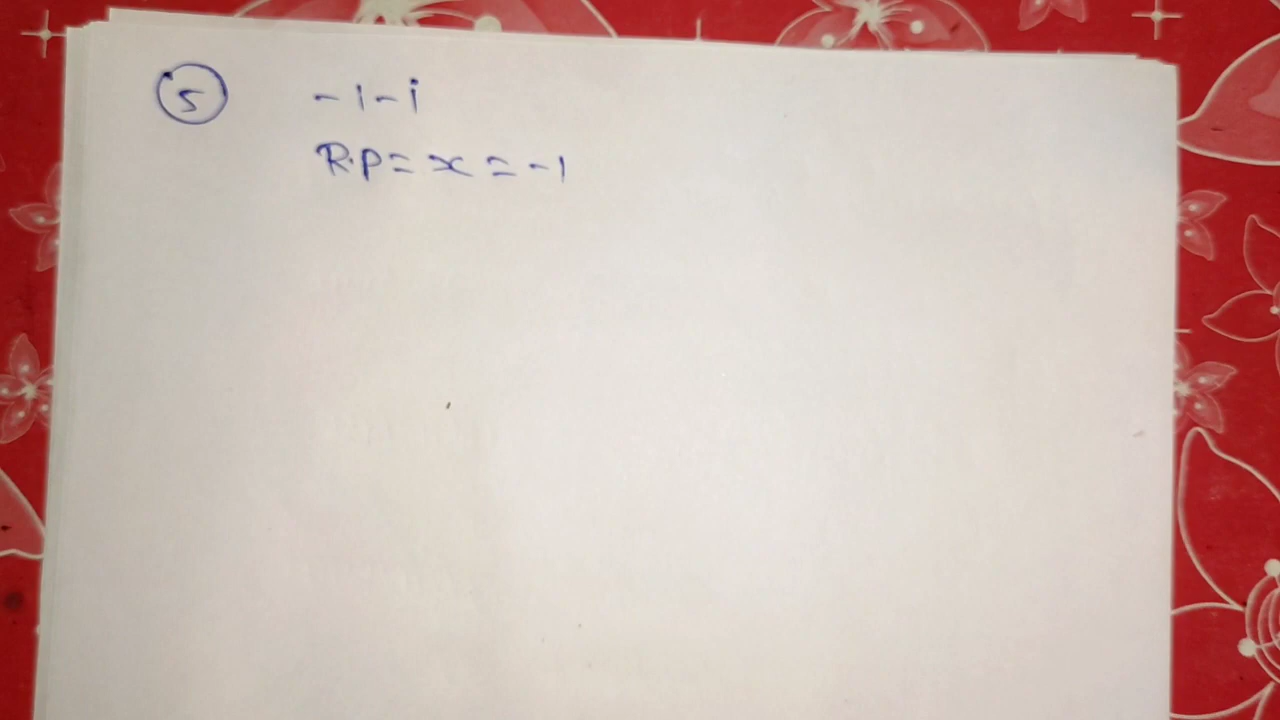 5 -1-i
R.P = x = -1